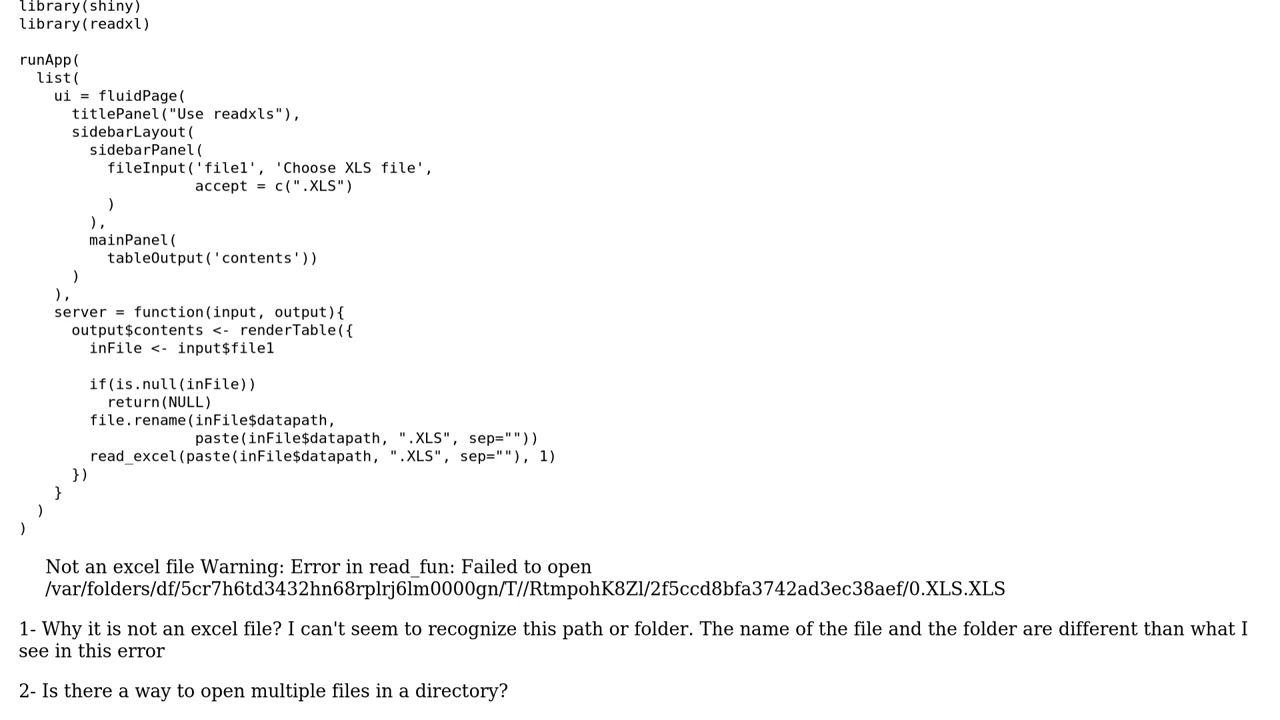 library(shiny)
library(readxl)
runApp(
list(
ui = fluidPage(
titlePanel("Use readxls"),
sidebarLayout(
sidebarPanel(
fileInput('file1', 'Choose XLS file',
accept = c(".XLS")
)
),
mainPanel(
tableOutput('contents'))
)
),
server = function(input, output){
output$contents <- renderTable({
inFile <- input$file1
if(is.null(inFile))
return(NULL)
file.rename(inFile$datapath,
paste(inFile$datapath, ".XLS", sep=""))
read_excel(paste(inFile$datapath, ".XLS", sep=""), 1)
})
}
)
)
Not an excel file Warning: Error in read_fun: Failed to open
/var/folders/df/5cr7h6td3432hn68rplrj6lm0000gn/T//RtmpohK8Zl/2f5ccd8bfa3742ad3ec38aef/0.XLS.XLS
1- Why it is not an excel file? I can't seem to recognize this path or folder. The name of the file and the folder are different than what I
see in this error
2- Is there a way to open multiple files in a directory?